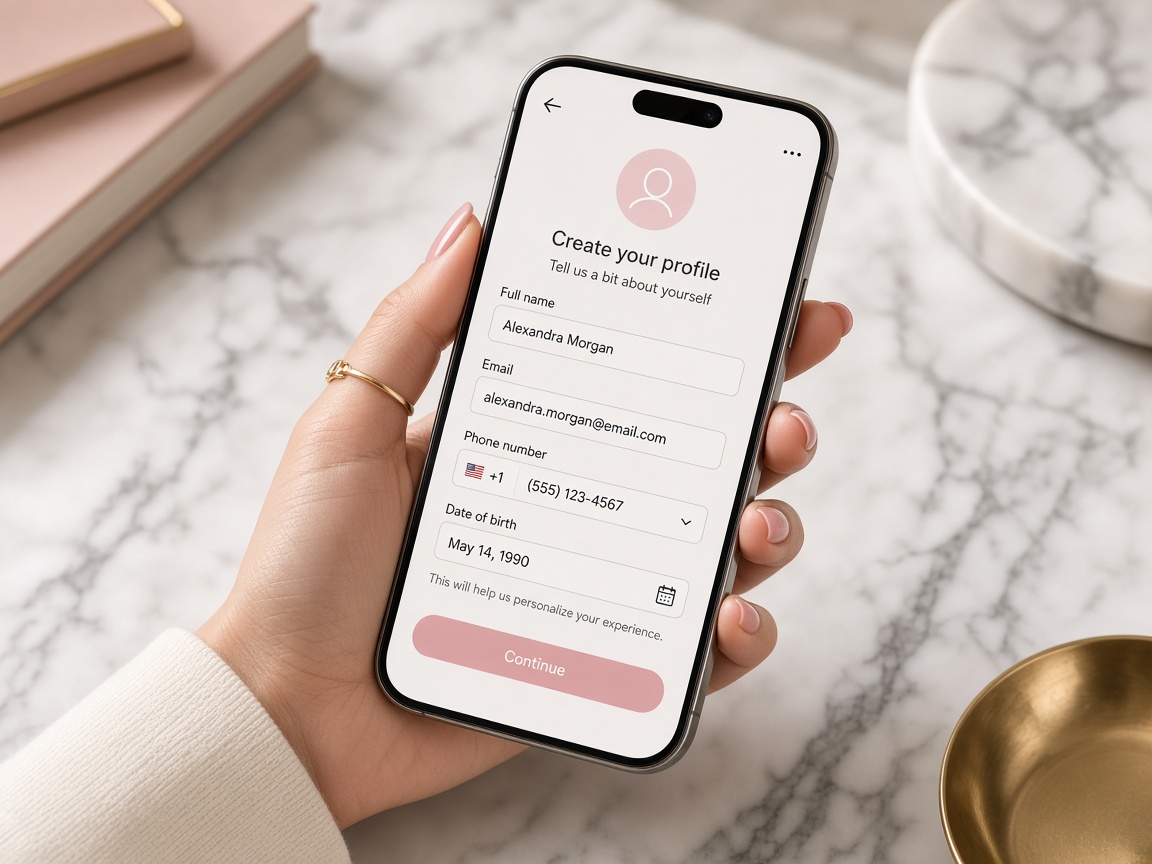 Create your profile
Tell us a bit about yourself
Full name
Alexandra Morgan
Email
alexandra.morgan@email.com
Phone number
+1 (555) 123-4567
Date of birth
May 14, 1990
This will help us personalize your experience.
Continue